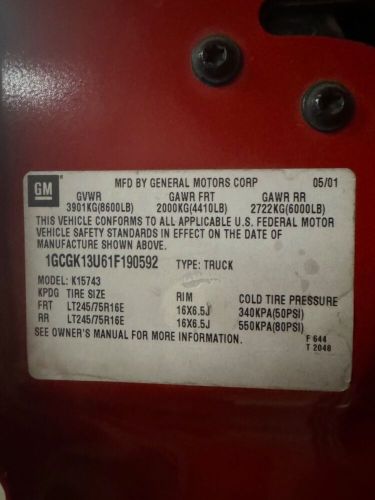 GM
MFD BY GENERAL MOTORS CORP 05/01
GVWR GAWR FRT GAWR RR
3901KG(8600LB) 2000KG(4410LB) 2722KG(6000LB)
THIS VEHICLE CONFORMS TO ALL APPLICABLE U.S. FEDERAL MOTOR
VEHICLE SAFETY STANDARDS IN EFFECT ON THE DATE OF
MANUFACTURE SHOWN ABOVE.
1GCGK13U61F190592 TYPE: TRUCK
MODEL: K15743
KPDG TIRE SIZE RIM COLD TIRE PRESSURE
FRT LT245/75R16E 16X6.5J 340KPA(50PSI)
RR LT245/75R16E 16X6.5J 550KPA(80PSI)
SEE OWNER'S MANUAL FOR MORE INFORMATION. F 644
T 2048